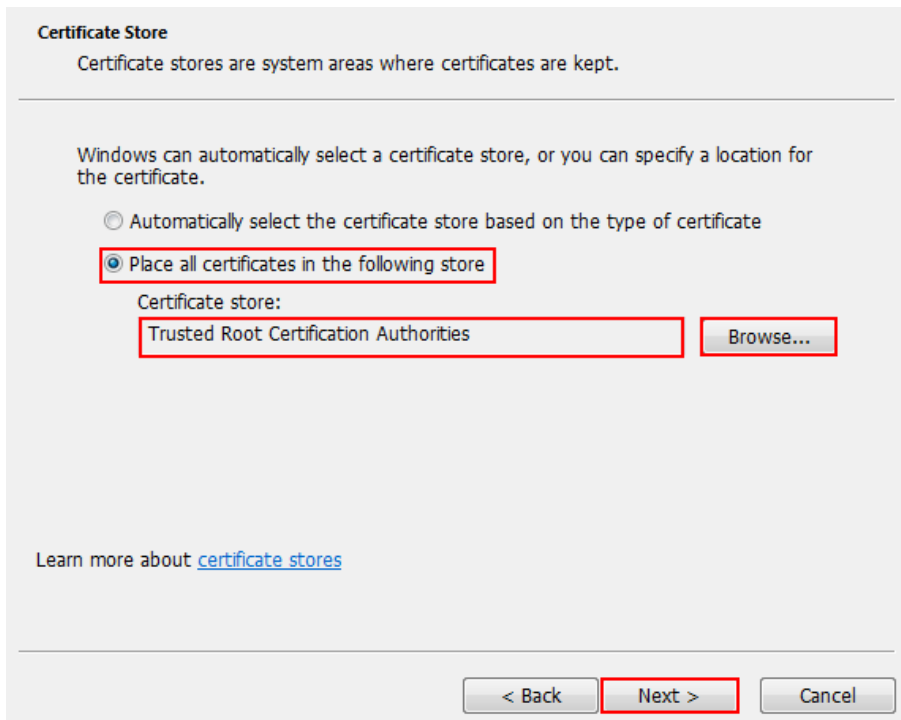 Certificate Store
Certificate stores are system areas where certificates are kept.
Windows can automatically select a certificate store, or you can specify a location for
the certificate.
Automatically select the certificate store based on the type of certificate
Place all certificates in the following store
Certificate store:
Trusted Root Certification Authorities
Browse...
Learn more about certificate stores
< Back
Next >
Cancel